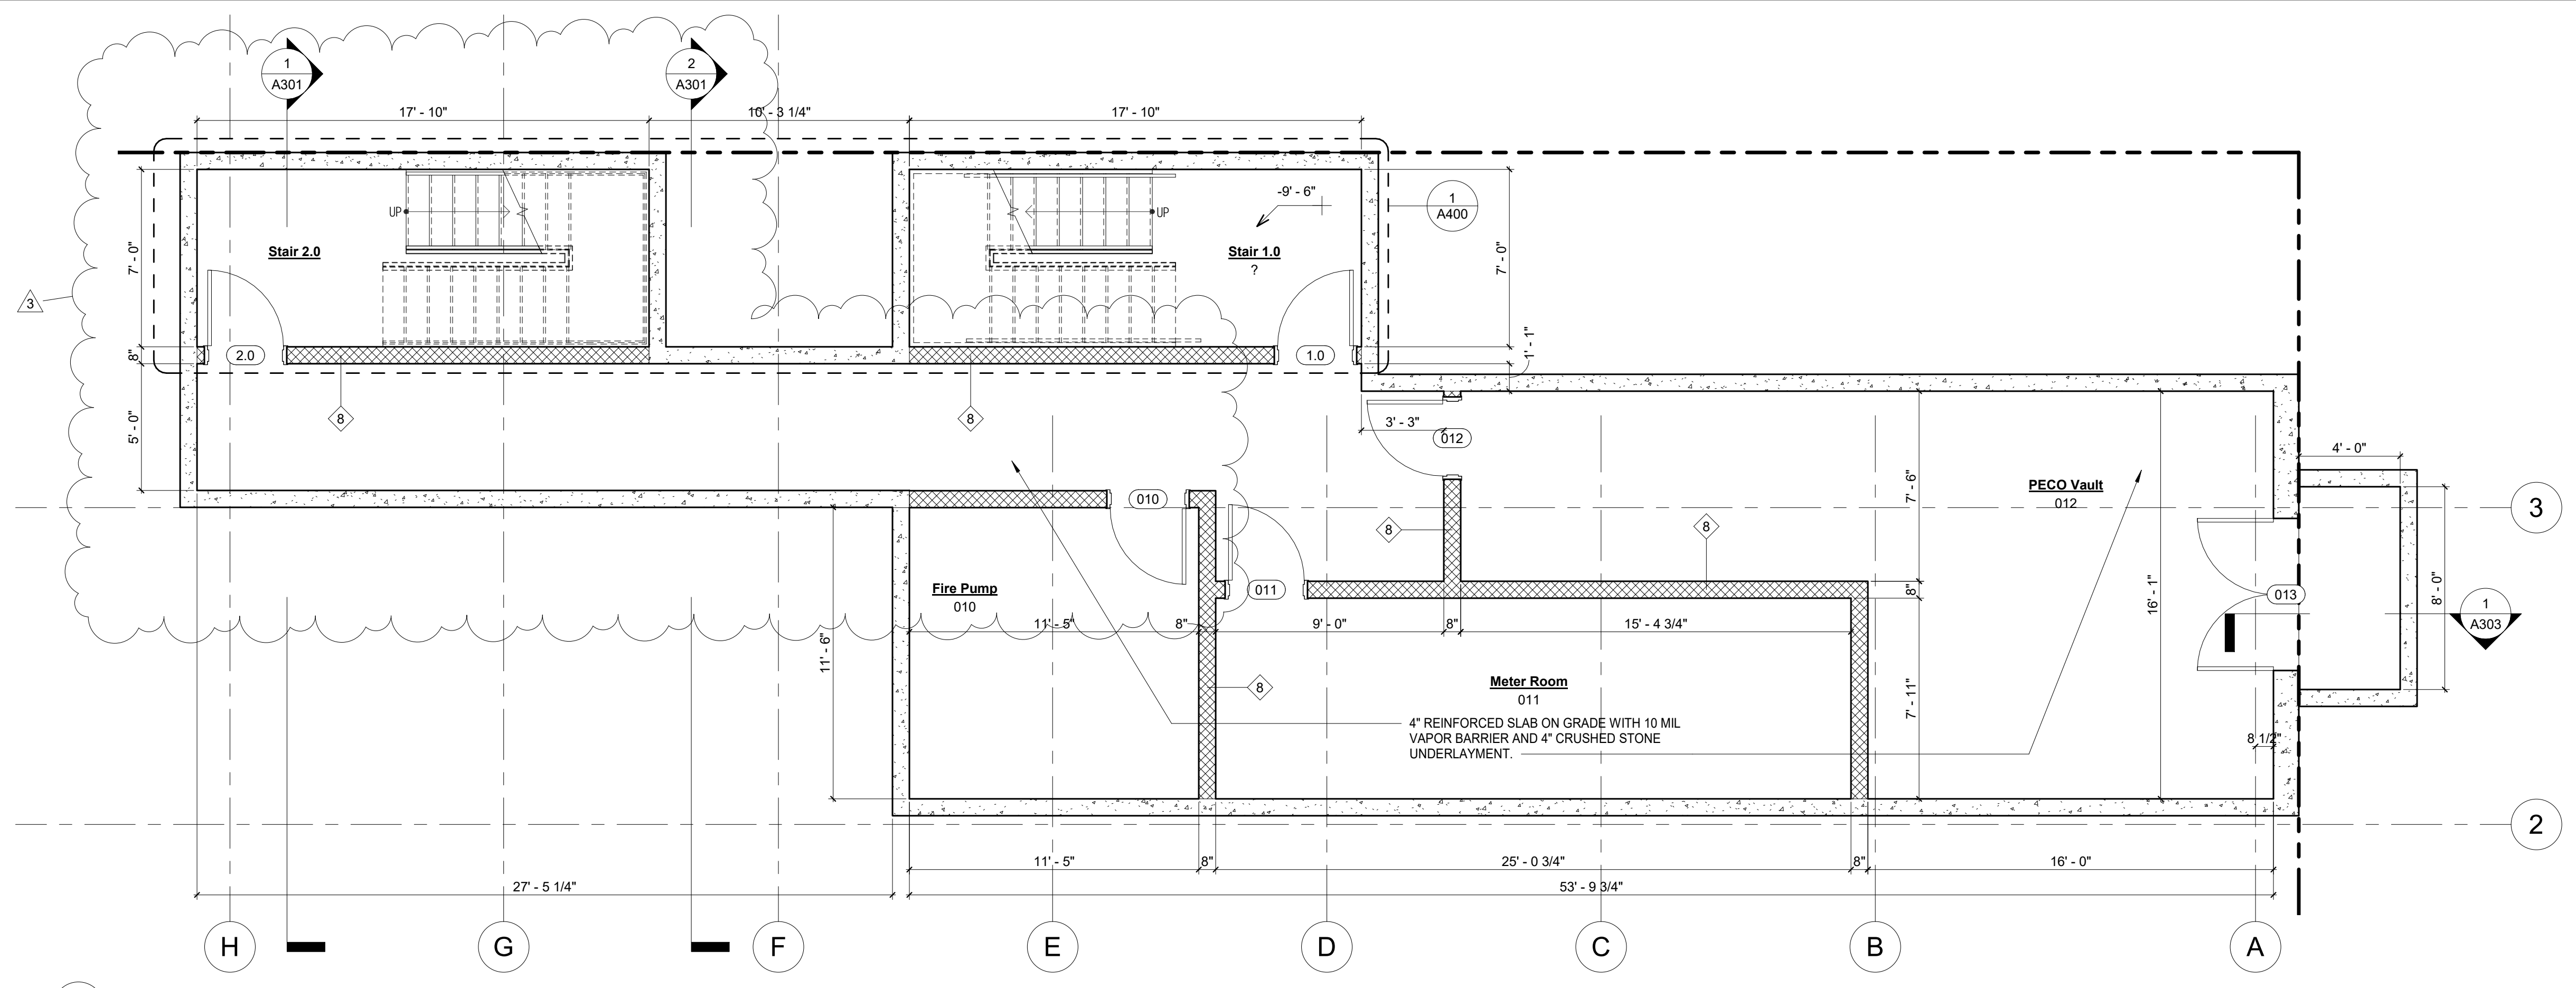 1
A301
2
A301
17' - 10"
10' - 3 1/4"
17' - 10"
-9' - 6"
1
A400
UP
UP
Stair 2.0
Stair 1.0
?
7' - 0"
7' - 0"
3
8"
2.0
1.0
1' - 1"
8
8
5' - 0"
3' - 3"
012
4' - 0"
7' - 6"
PECO Vault
012
010
3
8
8
Fire Pump
010
011
8"
16' - 1"
013
8' - 0"
1
A303
11' - 5"
8"
9' - 0"
8"
15' - 4 3/4"
11' - 6"
8
Meter Room
011
7' - 11"
4" REINFORCED SLAB ON GRADE WITH 10 MIL
VAPOR BARRIER AND 4" CRUSHED STONE
UNDERLAYMENT.
8 1/2"
2
11' - 5"
8"
25' - 0 3/4"
8"
16' - 0"
27' - 5 1/4"
53' - 9 3/4"
H
G
F
E
D
C
B
A